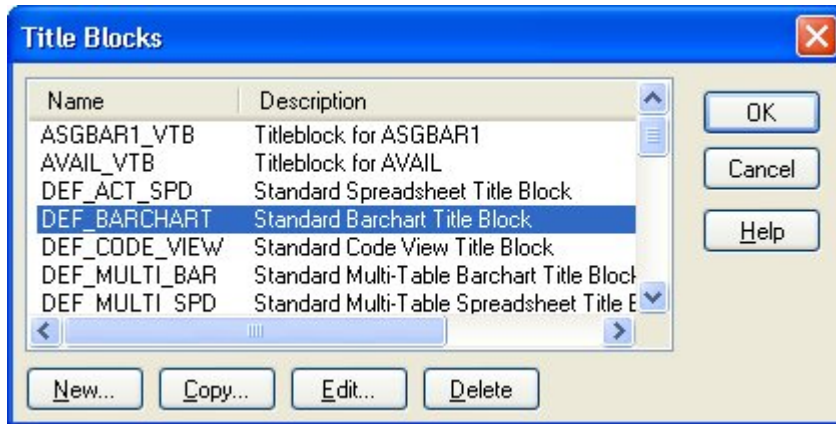 Title Blocks
Name Description
ASGBAR1_VTB Titleblock for ASGBAR1
AVAIL_VTB Titleblock for AVAIL
DEF_ACT_SPD Standard Spreadsheet Title Block
DEF_BARCHART Standard Barchart Title Block
DEF_CODE_VIEW Standard Code View Title Block
DEF_MULTI_BAR Standard Multi-Table Barchart Title Block
DEF_MULTI_SPD Standard Multi-Table Spreadsheet Title
OK
Cancel
Help
New... Copy... Edit... Delete